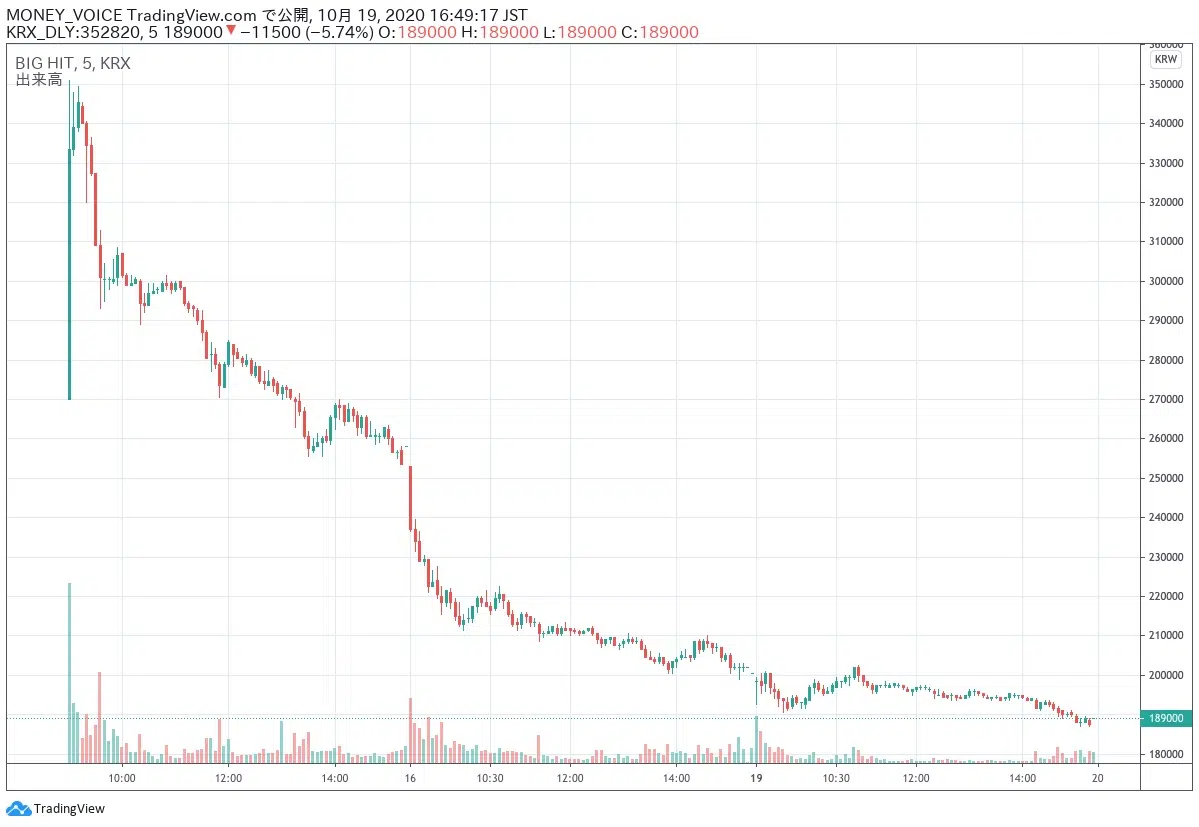 MONEY_VOICE TradingView.com で公開, 10月 19, 2020 16:49:17 JST
KRX_DLY:352820, 5 189000▼−11500 (−5.74%) O:189000 H:189000 L:189000 C:189000
BIG HIT, 5, KRX
出来高
360000
KRW
350000
340000
330000
320000
310000
300000
290000
280000
270000
260000
250000
240000
230000
220000
210000
200000
189000
180000
10:00 12:00 14:00 16 10:30 12:00 14:00 19 10:30 12:00 14:00 20
TradingView